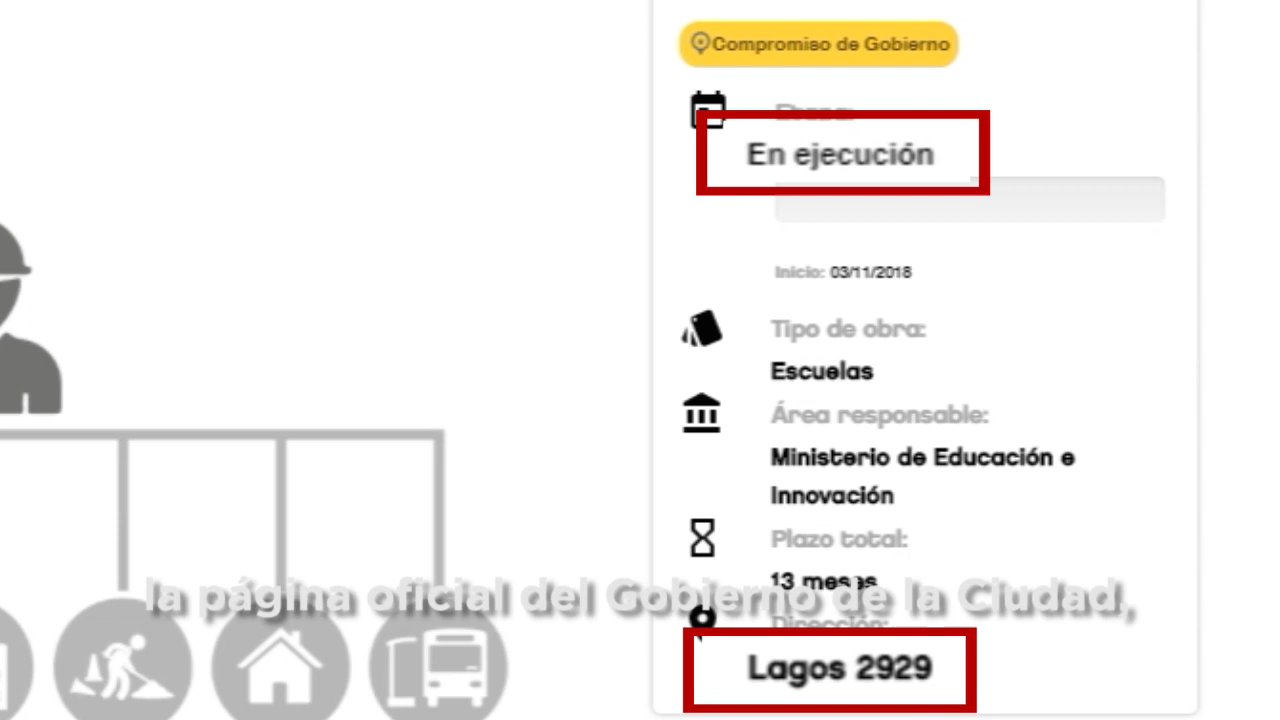 Compromiso de Gobierno
Etapa:
En ejecución
Inicio: 03/11/2018
Tipo de obra:
Escuelas
Área responsable:
Ministerio de Educación e
Innovación
Plazo total:
13 meses
la página oficial del Gobierno de la Ciudad,
Dirección:
Lagos 2929